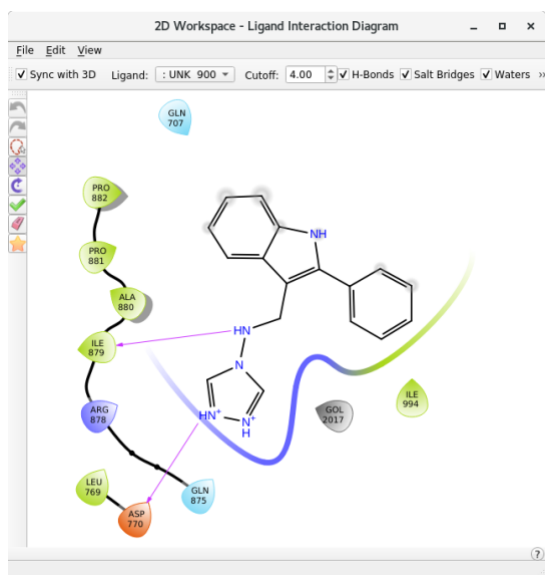 2D Workspace - Ligand Interaction Diagram
File Edit View
Sync with 3D Ligand: : UNK 900 Cutoff: 4.00 H-Bonds Salt Bridges Waters »
GLN
707
PRO
882
NH
PRO
881
ALA
880
HN
ILE
879
N
ILE
994
ARG
878
HN⁺
N⁺
H
GOL
2017
LEU
769
GLN
875
ASP
770
?